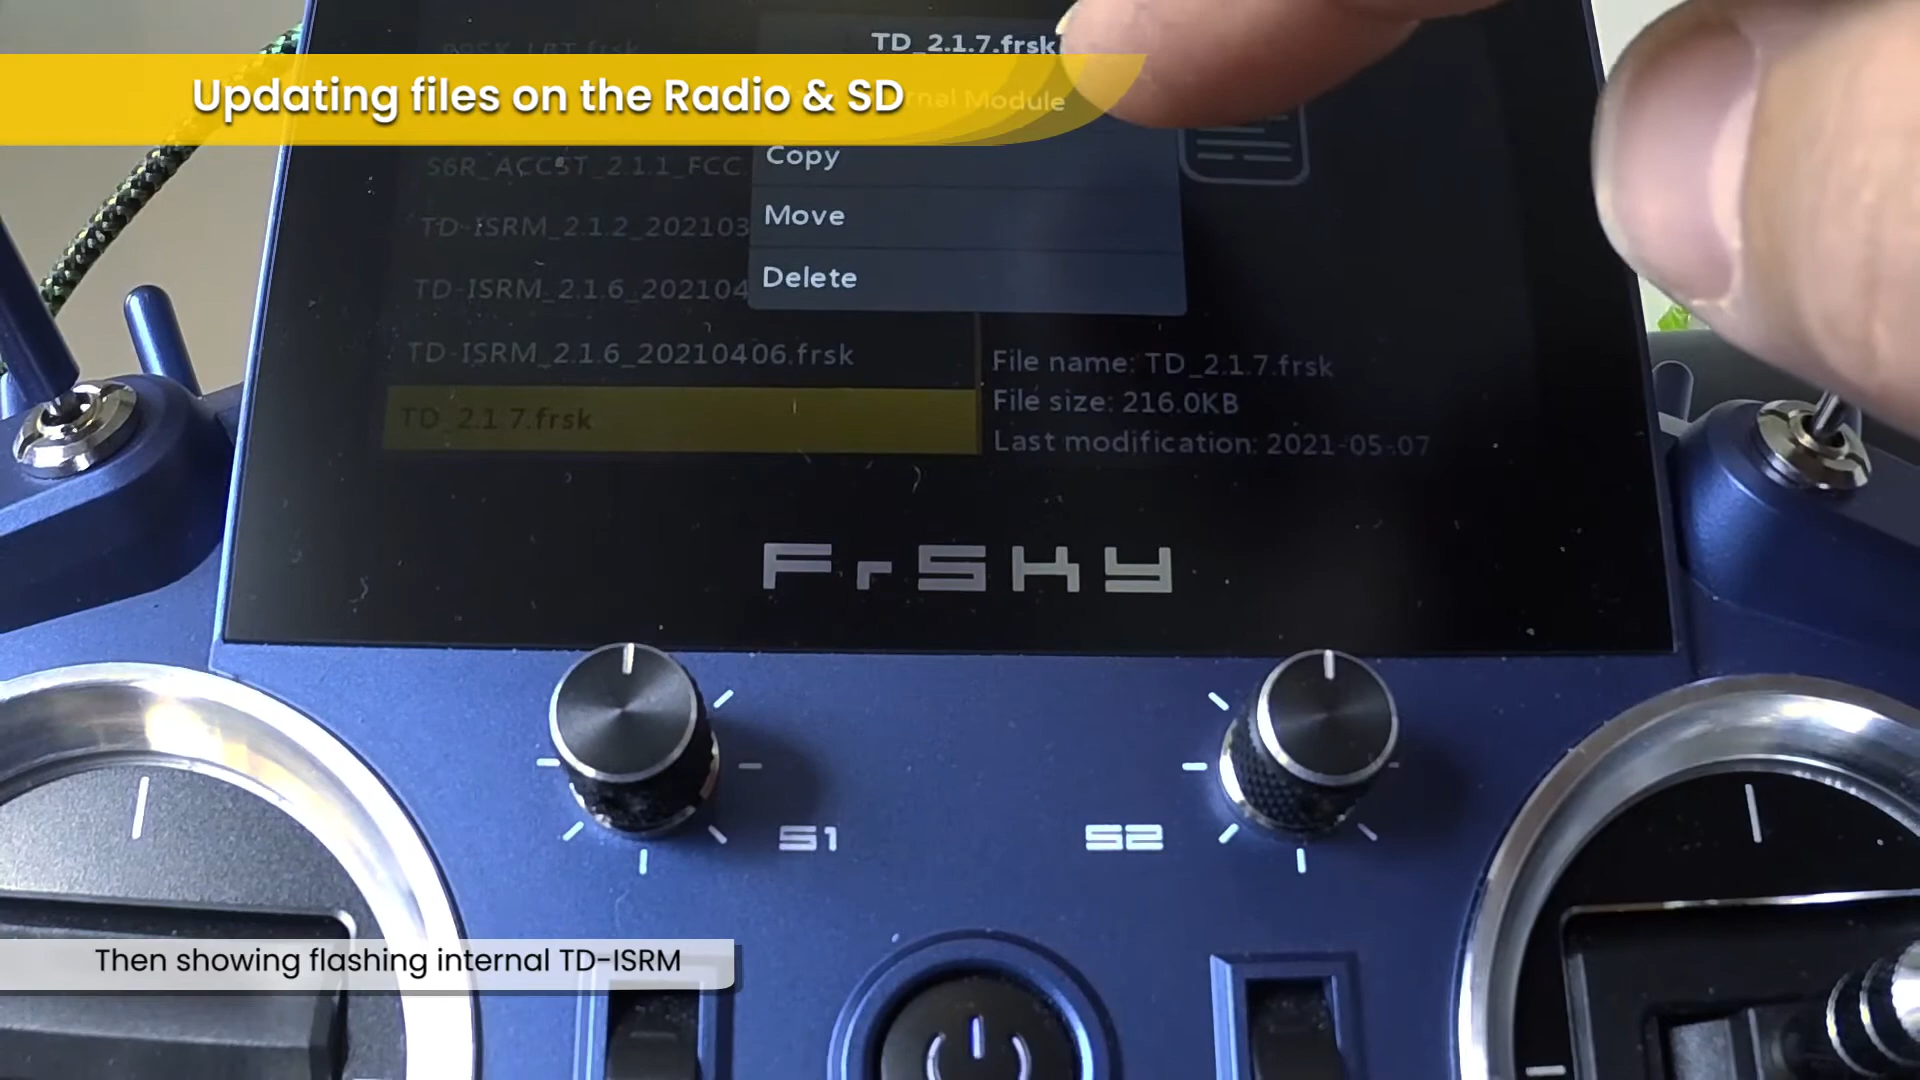 TD_2.1.7.frsk
Updating files on the Radio & SD
nal Module
Copy
S6R_ACCST_2.1.1_FCC
Move
TD-ISRM_2.1.2_202103
Delete
TD-ISRM_2.1.6_202104
TD-ISRM_2.1.6_20210406.frsk
File name: TD_2.1.7.frsk
TD_2.1.7.frsk
File size: 216.0KB
Last modification: 2021-05-07
FrSKY
S1
S2
Then showing flashing internal TD-ISRM